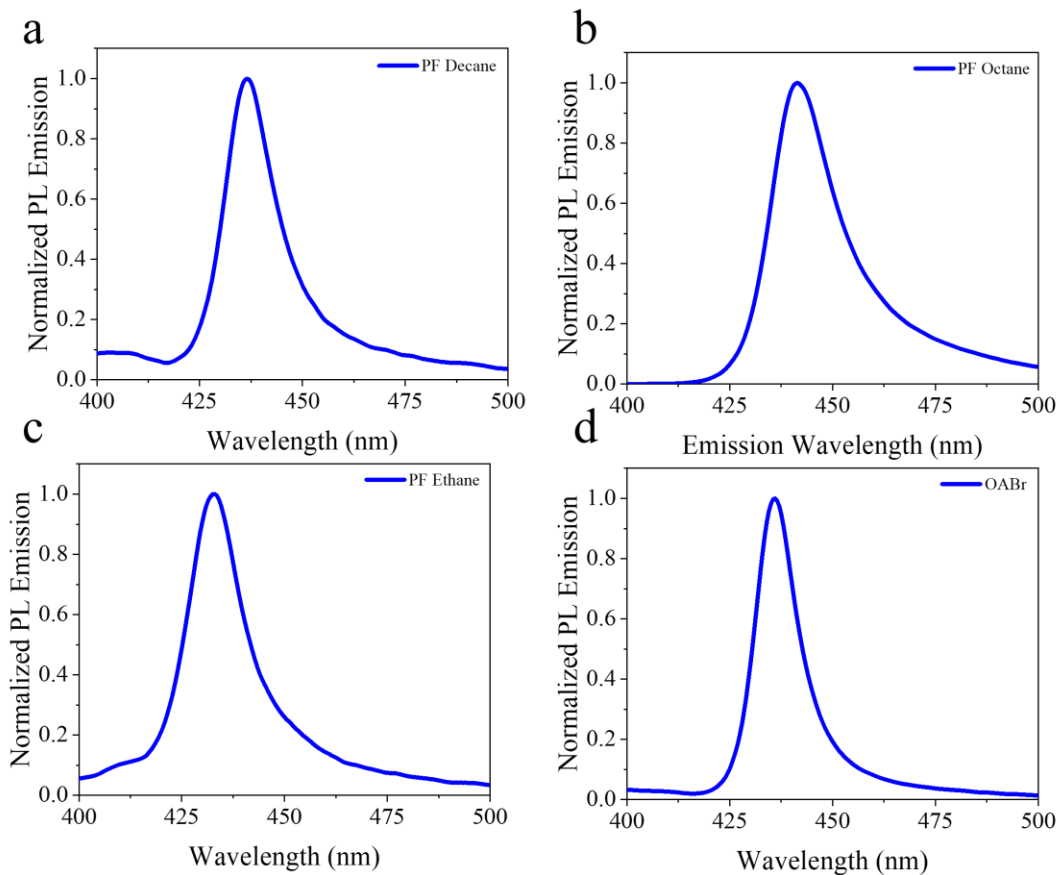 a
PF Decane
Normalized PL Emission
1.0
0.8
0.6
0.4
0.2
0.0
400
425
450
475
500
Wavelength (nm)
b
PF Octane
Normalized PL Emisison
1.0
0.8
0.6
0.4
0.2
0.0
400
425
450
475
500
Emission Wavelength (nm)
c
PF Ethane
Normalized PL Emission
1.0
0.8
0.6
0.4
0.2
0.0
400
425
450
475
500
Wavelength (nm)
d
OABr
Normalized PL Emission
1.0
0.8
0.6
0.4
0.2
0.0
400
425
450
475
500
Wavelength (nm)